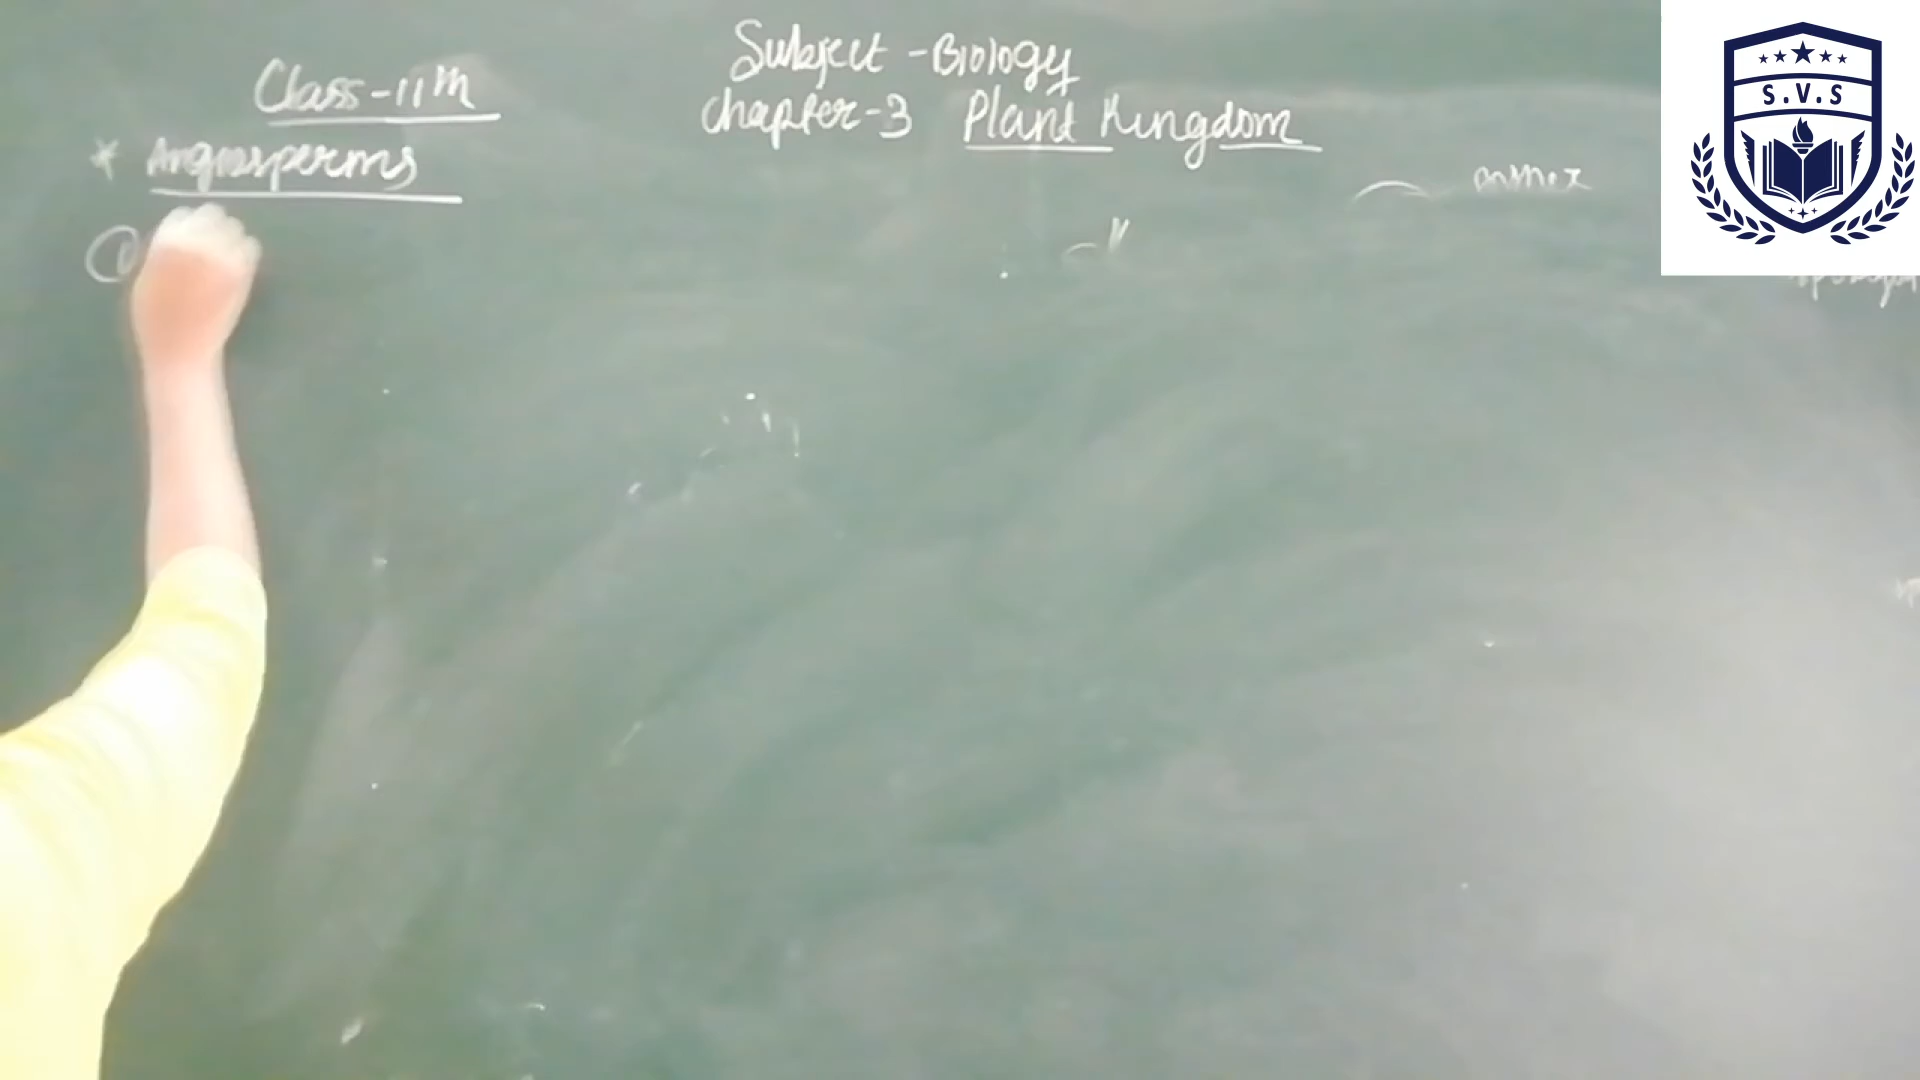 Subject - Biology
Class - 11th
Chapter - 3 Plant Kingdom
* Angiosperms
S.V.S